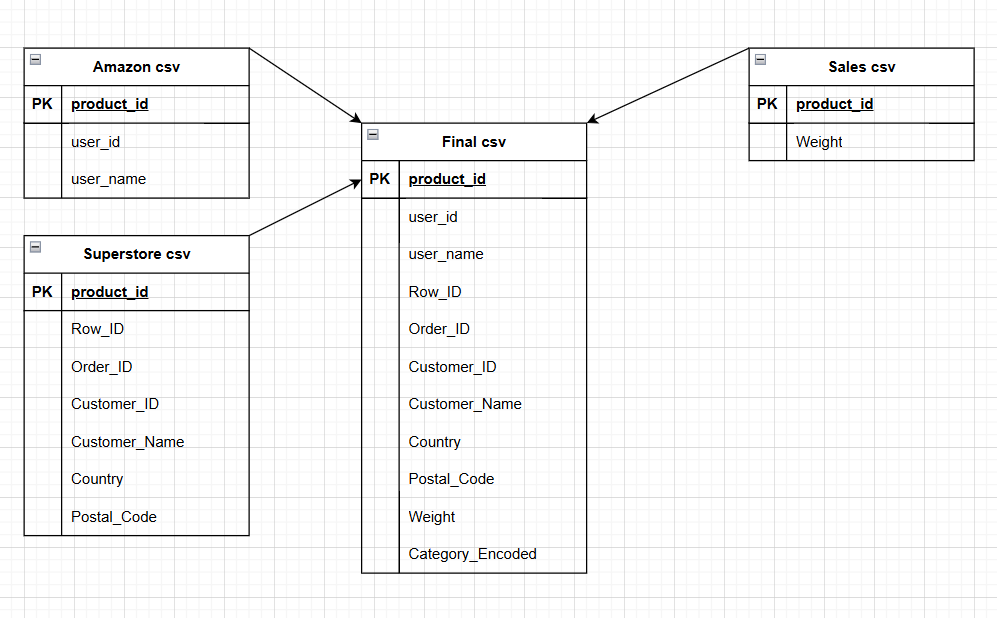 Amazon csv
PK product_id
user_id
user_name
Superstore csv
PK product_id
Row_ID
Order_ID
Customer_ID
Customer_Name
Country
Postal_Code
Final csv
PK product_id
user_id
user_name
Row_ID
Order_ID
Customer_ID
Customer_Name
Country
Postal_Code
Weight
Category_Encoded
Sales csv
PK product_id
Weight